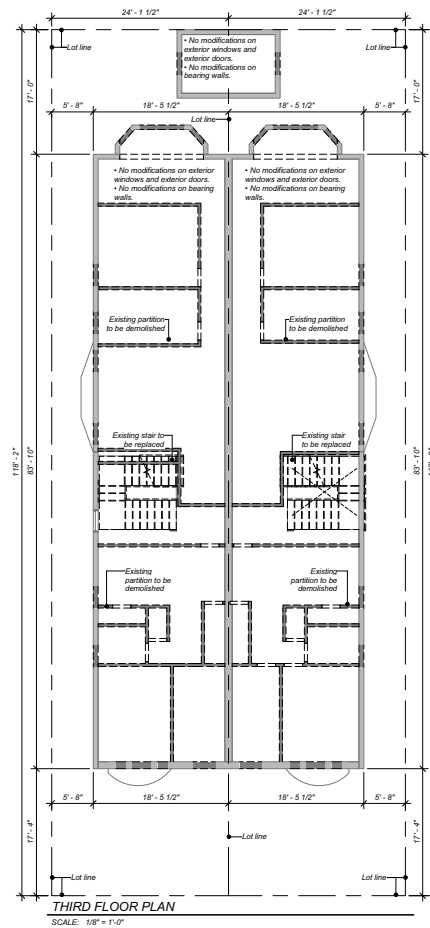 24' - 1 1/2"
24' - 1 1/2"
Lot line
Lot line
• No modifications on
exterior windows and
exterior doors.
• No modifications on
bearing walls.
17' - 0"
17' - 0"
5' - 8"
18' - 5 1/2"
18' - 5 1/2"
5' - 8"
Lot line
• No modifications on exterior
windows and exterior doors.
• No modifications on bearing
walls.
• No modifications on
exterior windows and
exterior doors.
• No modifications on bearing
walls.
Existing partition
to be demolished
Existing partition
to be demolished
118' - 2"
83' - 10"
83' - 10"
Existing stair to
be replaced
Existing stair
to be replaced
Existing
partition to be
demolished
Existing
partition to be
demolished
5' - 8"
18' - 5 1/2"
18' - 5 1/2"
5' - 8"
17' - 4"
17' - 4"
Lot line
Lot line
Lot line
THIRD FLOOR PLAN
SCALE: 1/8" = 1'-0"